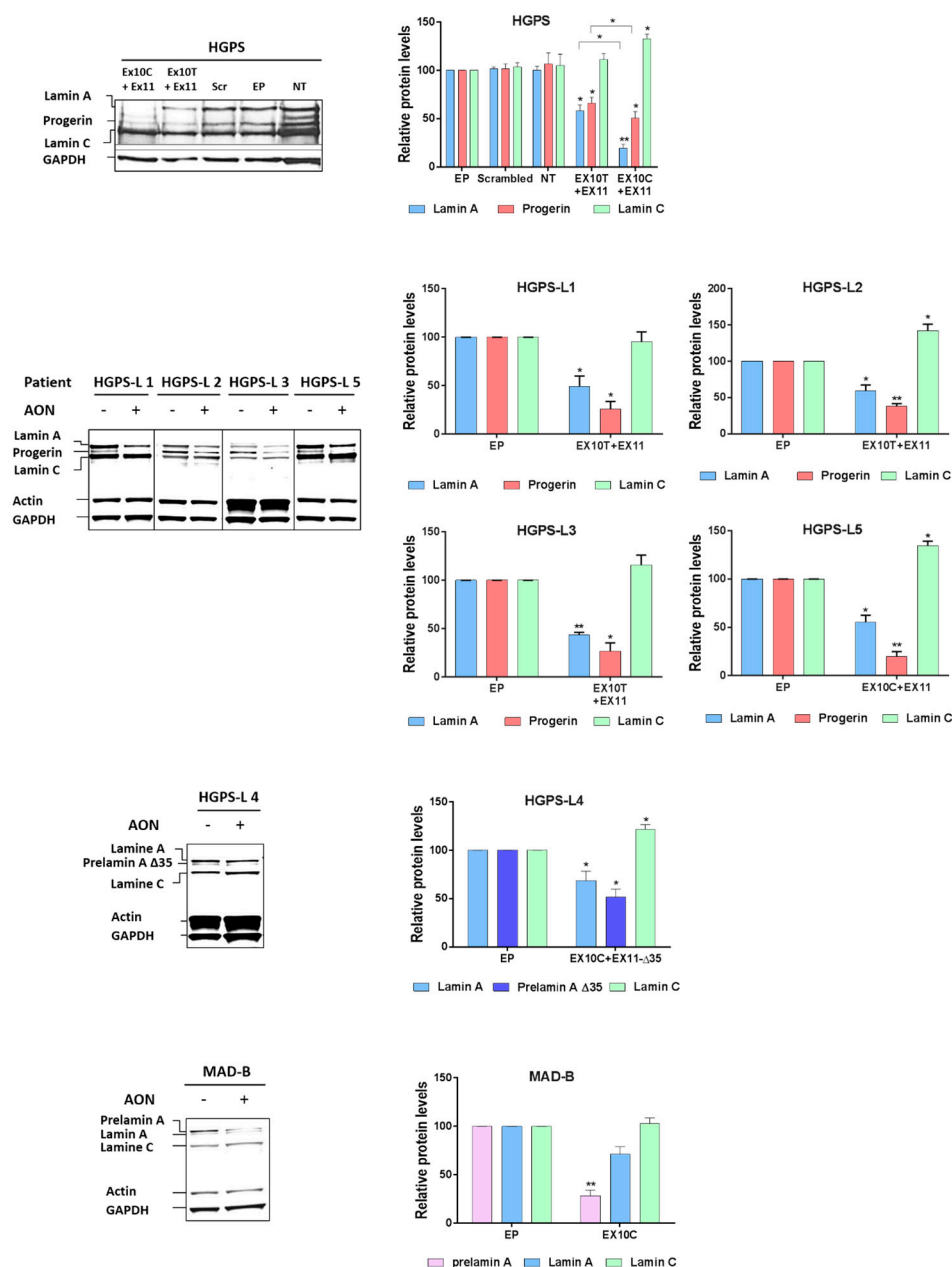 HGPS
Ex10C + Ex11
Ex10T + Ex11
Scr
EP
NT
Lamin A
Progerin
Lamin C
GAPDH
HGPS
Relative protein levels
150
100
50
0
*
*
*
*
*
**
*
EP
Scrambled
NT
EX10T +EX11
EX10C +EX11
Lamin A
Progerin
Lamin C
Patient
HGPS-L 1
HGPS-L 2
HGPS-L 3
HGPS-L 5
AON
- + - + - + - +
Lamin A
Progerin
Lamin C
Actin
GAPDH
HGPS-L1
Relative protein levels
150
100
50
0
*
*
EP
EX10T+EX11
Lamin A
Progerin
Lamin C
HGPS-L2
Relative protein levels
200
150
100
50
0
*
**
*
EP
EX10T+EX11
Lamin A
Progerin
Lamin C
HGPS-L3
Relative protein levels
150
100
50
0
**
*
EP
EX10T +EX11
Lamin A
Progerin
Lamin C
HGPS-L5
Relative protein levels
150
100
50
0
*
**
*
EP
EX10C+EX11
Lamin A
Progerin
Lamin C
HGPS-L 4
AON
- +
Lamine A
Prelamin A Δ35
Lamine C
Actin
GAPDH
HGPS-L4
Relative protein levels
150
100
50
0
*
*
*
EP
EX10C+EX11-Δ35
Lamin A
Prelamin A Δ35
Lamin C
MAD-B
AON
- +
Prelamin A
Lamin A
Lamine C
Actin
GAPDH
MAD-B
Relative protein levels
150
100
50
0
**
EP
EX10C
prelamin A
Lamin A
Lamin C